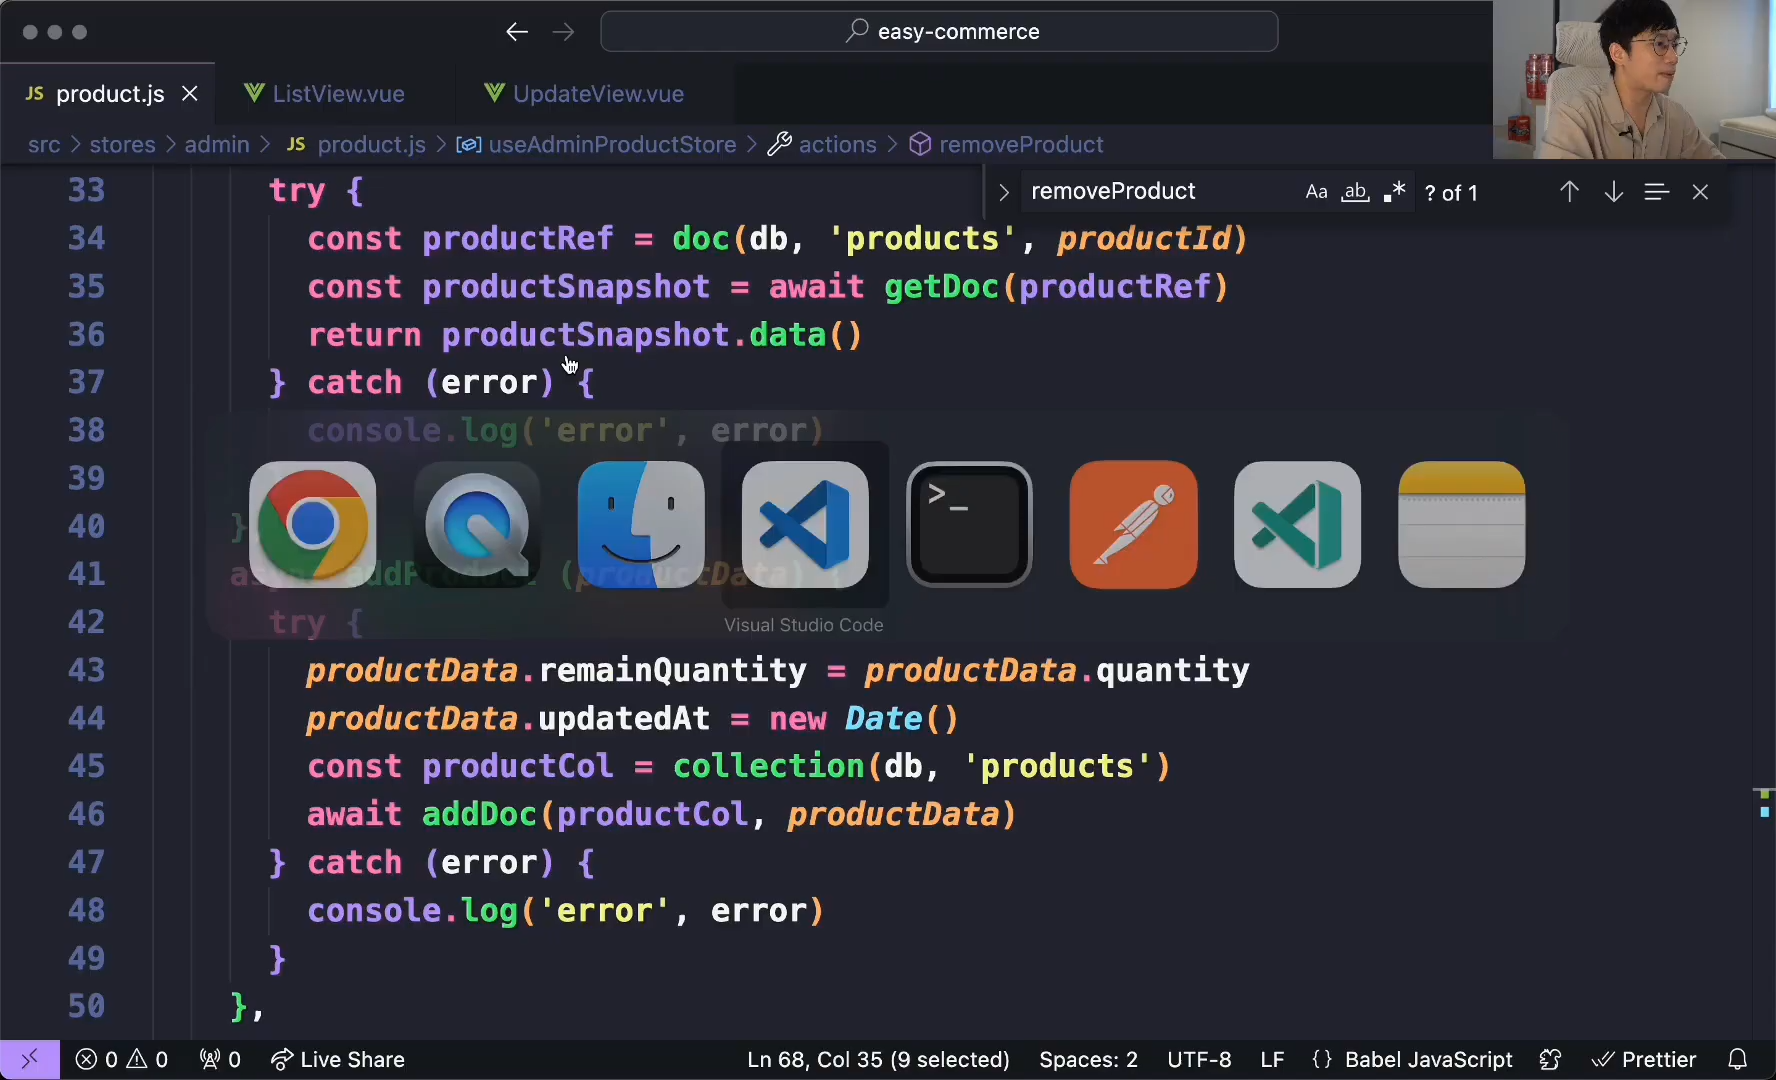 easy-commerce
JS product.js
ListView.vue
UpdateView.vue
src > stores > admin > JS product.js > useAdminProductStore > actions > removeProduct
removeProduct Aa ab ? of 1
33 try {
34 const productRef = doc(db, 'products', productId)
35 const productSnapshot = await getDoc(productRef)
36 return productSnapshot.data()
37 } catch (error) {
38 console.log('error', error)
39
40 }
41 async addProduct (productData) {
42 try {
Visual Studio Code
43 productData.remainQuantity = productData.quantity
44 productData.updatedAt = new Date()
45 const productCol = collection(db, 'products')
46 await addDoc(productCol, productData)
47 } catch (error) {
48 console.log('error', error)
49 }
50 },
0 0 0 Live Share Ln 68, Col 35 (9 selected) Spaces: 2 UTF-8 LF {} Babel JavaScript Prettier